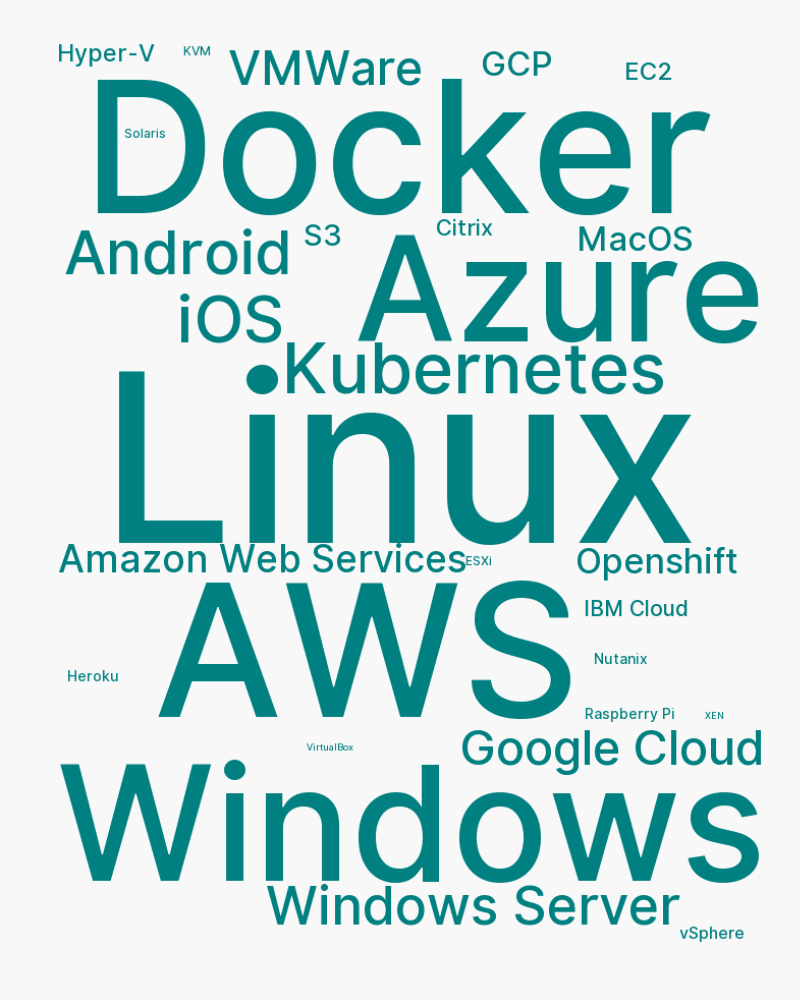 Hyper-V KVM VMWare GCP EC2
Docker
Solaris
Android S3 Citrix MacOS
iOS Azure
Kubernetes
Linux
Amazon Web Services ESXi Openshift
AWS IBM Cloud
Nutanix
Heroku
Raspberry Pi XEN
VirtualBox Google Cloud
Windows
Windows Server
vSphere